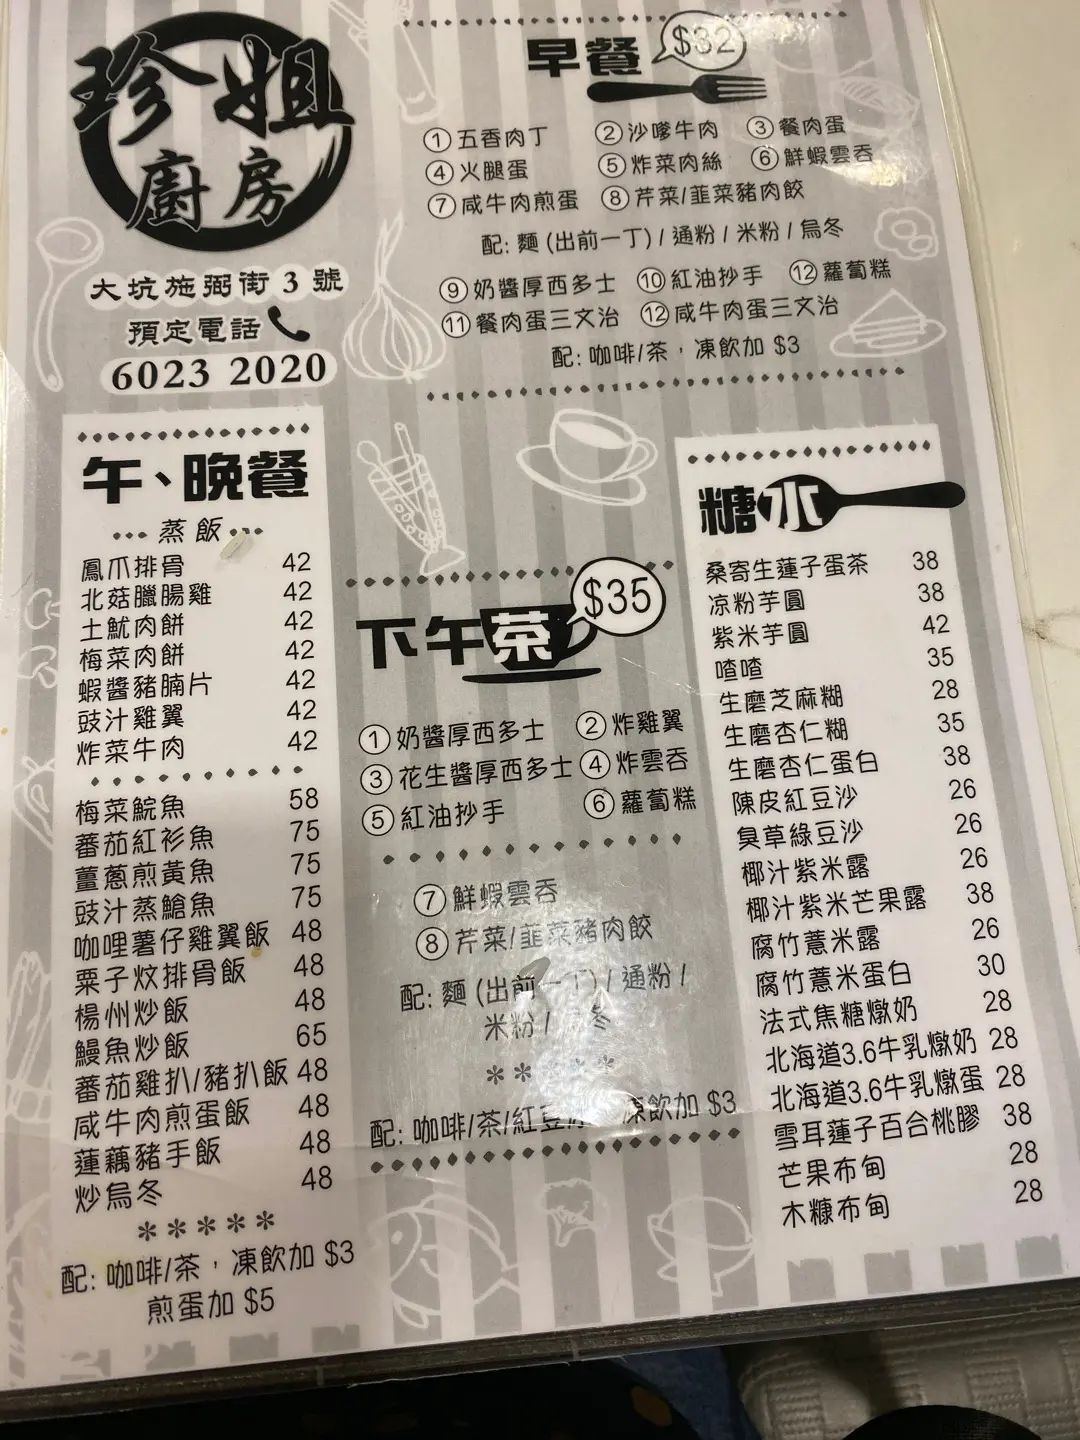 珍姐
廚房
大坑施弼街 3 號
預定電話
6023 2020
早餐 $32
① 五香肉丁 ② 沙嗲牛肉 ③ 餐肉蛋
④ 火腿蛋 ⑤ 炸菜肉絲 ⑥ 鮮蝦雲吞
⑦ 咸牛肉煎蛋 ⑧ 芹菜/韮菜豬肉餃
配: 麵 (出前一丁) / 通粉 / 米粉 / 烏冬
⑨ 奶醬厚西多士 ⑩ 紅油抄手 ⑫ 蘿蔔糕
⑪ 餐肉蛋三文治 ⑫ 咸牛肉蛋三文治
配: 咖啡/茶，凍飲加 $3
午、晚餐
蒸飯
鳳爪排骨 42
北菇臘腸雞 42
土魷肉餅 42
梅菜肉餅 42
蝦醬豬腩片 42
豉汁雞翼 42
炸菜牛肉 42
梅菜鯇魚 58
蕃茄紅衫魚 75
薑蔥煎黃魚 75
豉汁蒸鯧魚 75
咖哩薯仔雞翼飯 48
粟子炆排骨飯 48
楊州炒飯 48
鰻魚炒飯 65
蕃茄雞扒/豬扒飯 48
咸牛肉煎蛋飯 48
蓮藕豬手飯 48
炒烏冬 48
*****
配: 咖啡/茶，凍飲加 $3
煎蛋加 $5
下午茶 $35
① 奶醬厚西多士 ② 炸雞翼
③ 花生醬厚西多士 ④ 炸雲吞
⑤ 紅油抄手 ⑥ 蘿蔔糕
⑦ 鮮蝦雲吞
⑧ 芹菜/韮菜豬肉餃
配: 麵 (出前一丁) / 通粉 /
米粉 / 冬
*****
配: 咖啡/茶/紅豆 凍飲加 $3
糖水
桑寄生蓮子蛋茶 38
凉粉芋圓 38
紫米芋圓 42
喳喳 35
生磨芝麻糊 28
生磨杏仁糊 35
生磨杏仁蛋白 38
陳皮紅豆沙 26
臭草綠豆沙 26
椰汁紫米露 26
椰汁紫米芒果露 38
腐竹薏米露 26
腐竹薏米蛋白 30
法式焦糖燉奶 28
北海道3.6牛乳燉奶 28
北海道3.6牛乳燉蛋 28
雪耳蓮子百合桃膠 38
芒果布甸 28
木糠布甸 28